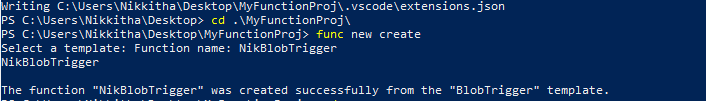 Writing C:\Users\Nikkitha\Desktop\MyFunctionProj\.vscode\extensions.json
PS C:\Users\Nikkitha\Desktop> cd .\MyFunctionProj\
PS C:\Users\Nikkitha\Desktop\MyFunctionProj> func new create
Select a template: Function name: NikBlobTrigger
NikBlobTrigger
The function "NikBlobTrigger" was created successfully from the "BlobTrigger" template.